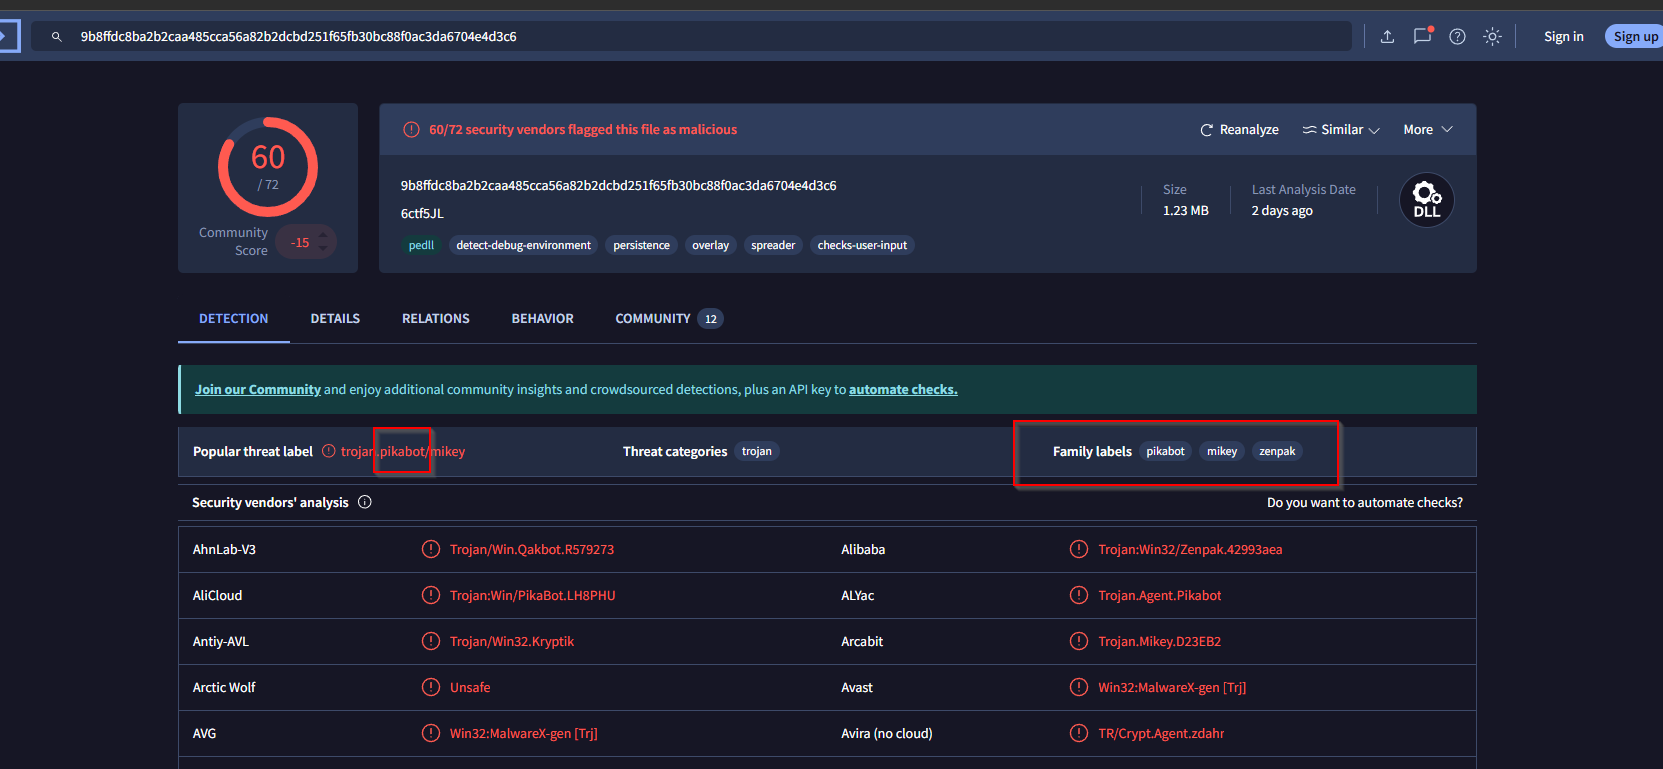 9b8ffdc8ba2b2caa485cca56a82b2dcbd251f65fb30bc88f0ac3da6704e4d3c6
Sign in
Sign up
60
/ 72
Community Score
-15
60/72 security vendors flagged this file as malicious
Reanalyze
Similar
More
9b8ffdc8ba2b2caa485cca56a82b2dcbd251f65fb30bc88f0ac3da6704e4d3c6
6ctf5JL
pedll
detect-debug-environment
persistence
overlay
spreader
checks-user-input
Size
1.23 MB
Last Analysis Date
2 days ago
DLL
DETECTION
DETAILS
RELATIONS
BEHAVIOR
COMMUNITY 12
Join our Community and enjoy additional community insights and crowdsourced detections, plus an API key to automate checks.
Popular threat label trojan.pikabot/mikey
Threat categories trojan
Family labels pikabot mikey zenpak
Security vendors' analysis
Do you want to automate checks?
AhnLab-V3 Trojan/Win.Qakbot.R579273
Alibaba Trojan:Win32/Zenpak.42993aea
AliCloud Trojan:Win/PikaBot.LH8PHU
ALYac Trojan.Agent.Pikabot
Antiy-AVL Trojan/Win32.Kryptik
Arcabit Trojan.Mikey.D23EB2
Arctic Wolf Unsafe
Avast Win32:MalwareX-gen [Trj]
AVG Win32:MalwareX-gen [Trj]
Avira (no cloud) TR/Crypt.Agent.zdahr